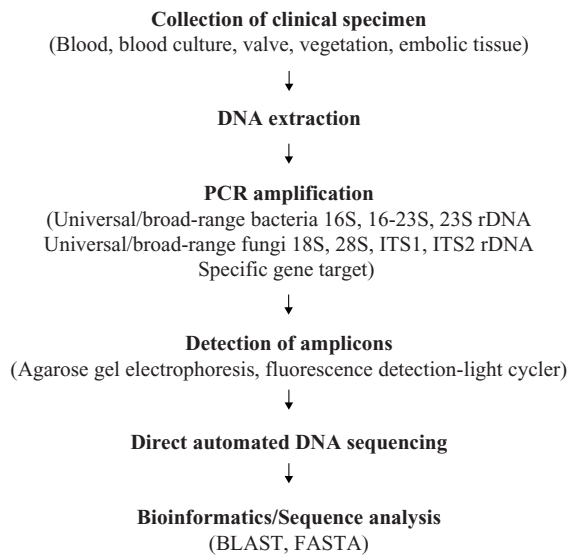 Collection of clinical specimen
(Blood, blood culture, valve, vegetation, embolic tissue)
DNA extraction
PCR amplification
(Universal/broad-range bacteria 16S, 16-23S, 23S rDNA
Universal/broad-range fungi 18S, 28S, ITS1, ITS2 rDNA
Specific gene target)
Detection of amplicons
(Agarose gel electrophoresis, fluorescence detection-light cycler)
Direct automated DNA sequencing
Bioinformatics/Sequence analysis
(BLAST, FASTA)